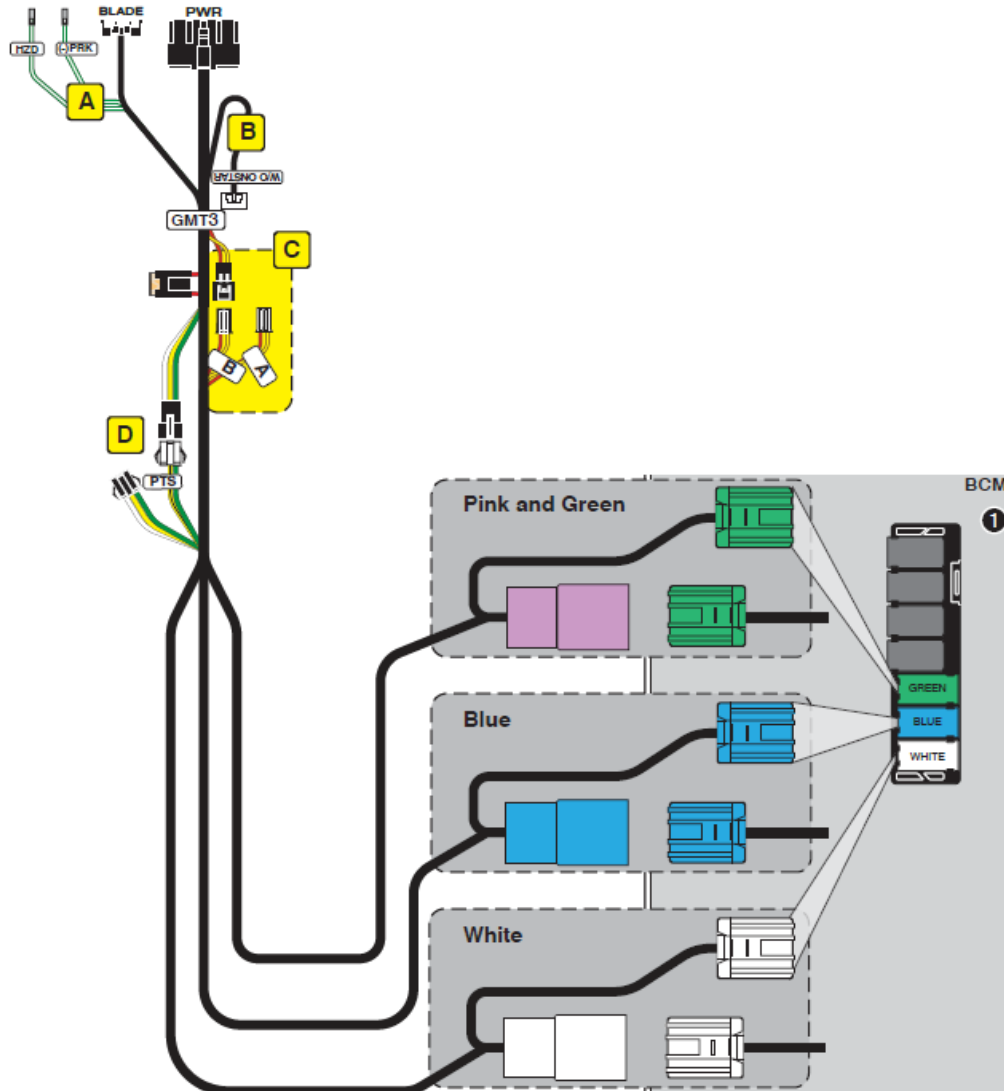 BLADE
PWR
HZD
(-)PRK
A
B
W/O ONSTAR
GMT3
C
B
A
D
PTS
Pink and Green
BCM
1
GREEN
BLUE
WHITE
Blue
White